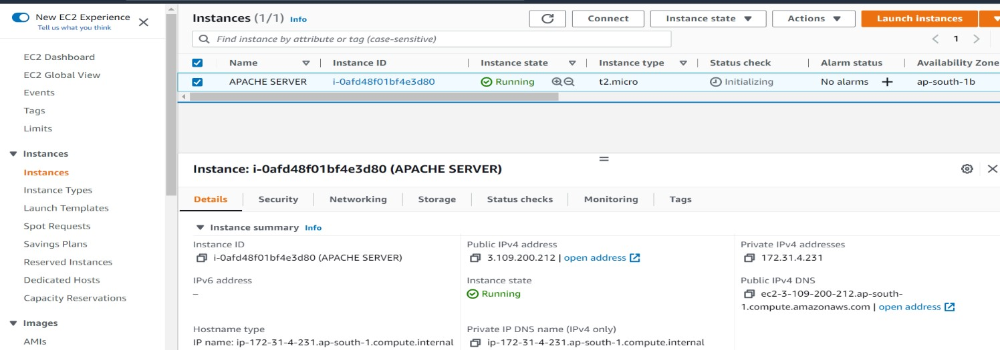 New EC2 Experience
Tell us what you think
EC2 Dashboard
EC2 Global View
Events
Tags
Limits
Instances
Instances
Instance Types
Launch Templates
Spot Requests
Savings Plans
Reserved Instances
Dedicated Hosts
Capacity Reservations
Images
AMIs
Instances (1/1) Info
Connect
Instance state
Actions
Launch instances
Find instance by attribute or tag (case-sensitive)
1
Name Instance ID Instance state Instance type Status check Alarm status Availability Zone
APACHE SERVER i-0afd48f01bf4e3d80 Running t2.micro Initializing No alarms + ap-south-1b
Instance: i-0afd48f01bf4e3d80 (APACHE SERVER)
Details Security Networking Storage Status checks Monitoring Tags
Instance summary Info
Instance ID
i-0afd48f01bf4e3d80 (APACHE SERVER)
Public IPv4 address
3.109.200.212 | open address
Private IPv4 addresses
172.31.4.231
IPv6 address
–
Instance state
Running
Public IPv4 DNS
ec2-3-109-200-212.ap-south-
1.compute.amazonaws.com | open address
Hostname type
IP name: ip-172-31-4-231.ap-south-1.compute.internal
Private IP DNS name (IPv4 only)
ip-172-31-4-231.ap-south-1.compute.internal